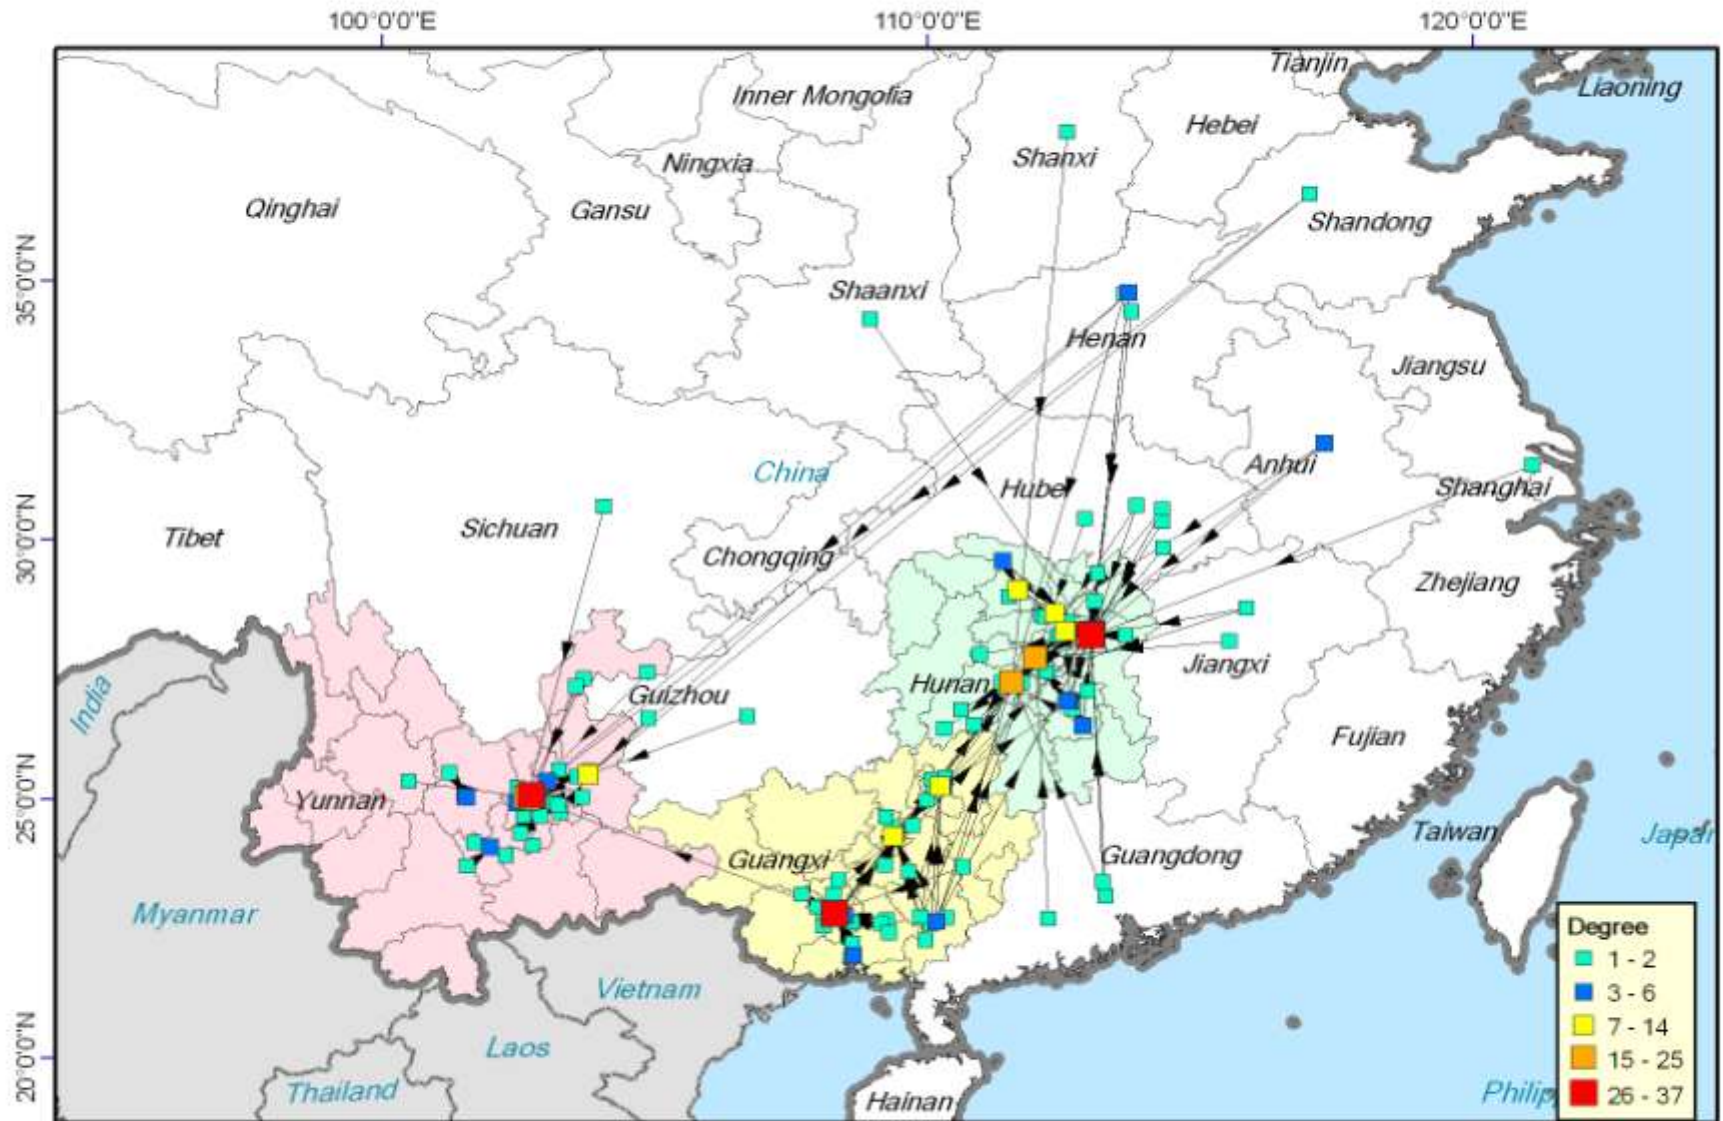 100°0'0"E
110°0'0"E
120°0'0"E
Tianjin
Liaoning
Inner Mongolia
Hebei
Ningxia
Shanxi
Qinghai
Gansu
Shandong
35°0'0"N
Shaanxi
Henan
Jiangsu
China
Anhui
Hubei
Shanghai
30°0'0"N
Tibet
Sichuan
Chongqing
Zhejiang
India
Guizhou
Hunan
Jiangxi
Fujian
25°0'0"N
Yunnan
Guangxi
Guangdong
Taiwan
Japan
Myanmar
Vietnam
Laos
Thailand
20°0'0"N
Hainan
Philip
Degree
1 - 2
3 - 6
7 - 14
15 - 25
26 - 37